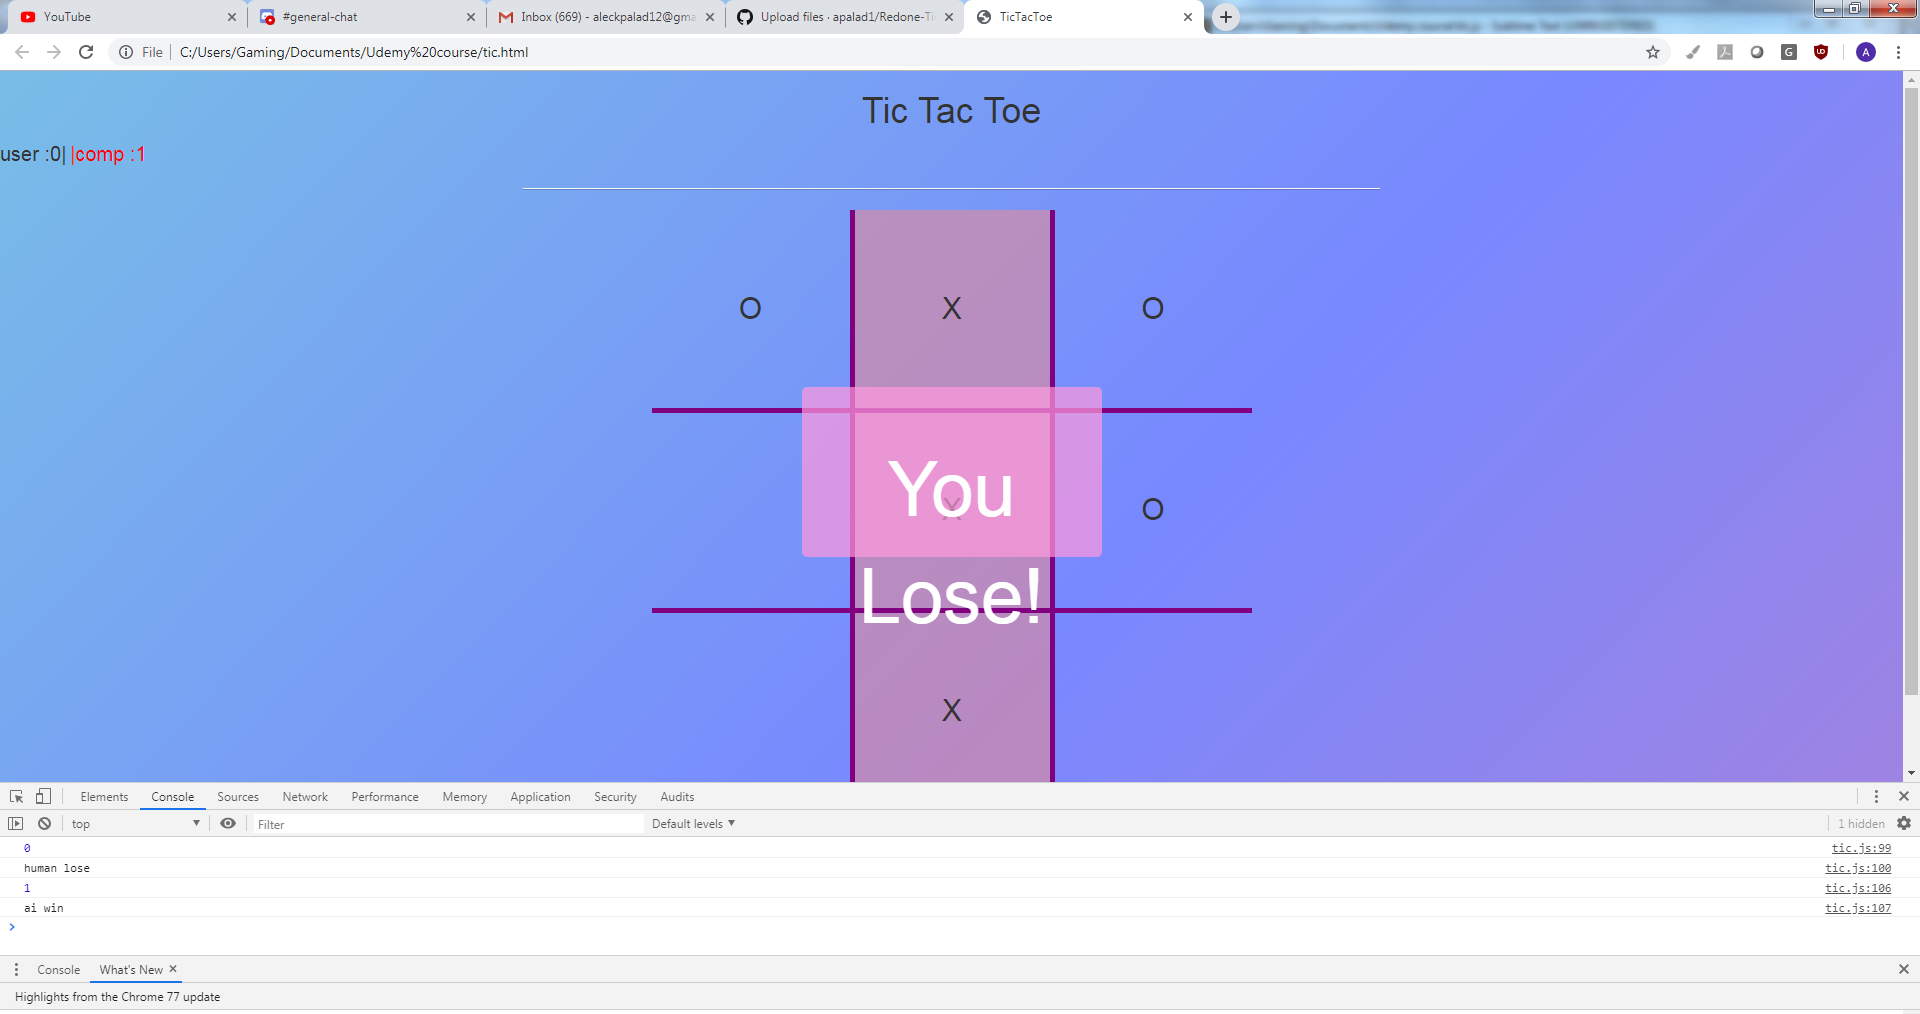 YouTube
#general-chat
Inbox (669) - aleckpalad12@gma
Upload files · apalad1/Redone-Ti
TicTacToe
File
C:/Users/Gaming/Documents/Udemy%20course/tic.html
G
A
Tic Tac Toe
user :0| |comp :1
O X O
You
X O
Lose!
X
Elements Console Sources Network Performance Memory Application Security Audits
top ▼ Filter Default levels ▼ 1 hidden
0 tic.js:99
human lose tic.js:100
1 tic.js:106
ai win tic.js:107
>
Console What's New ×
Highlights from the Chrome 77 update